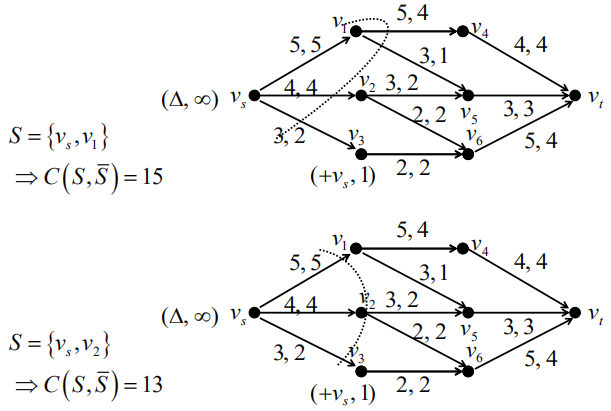 v₁ 5, 4 v₄
5, 5 3, 1 4, 4
(Δ, ∞) vₛ 4, 4 v₂ 3, 2 v₅ 3, 3 vₜ
2, 2
3, 2 v₃ v₆ 5, 4
S = {vₛ, v₁}
⇒ C(S, S̅) = 15
(+vₛ, 1) 2, 2
v₁ 5, 4 v₄
5, 5 3, 1 4, 4
(Δ, ∞) vₛ 4, 4 v₂ 3, 2 v₅ 3, 3 vₜ
2, 2
3, 2 v₃ v₆ 5, 4
S = {vₛ, v₂}
⇒ C(S, S̅) = 13
(+vₛ, 1) 2, 2